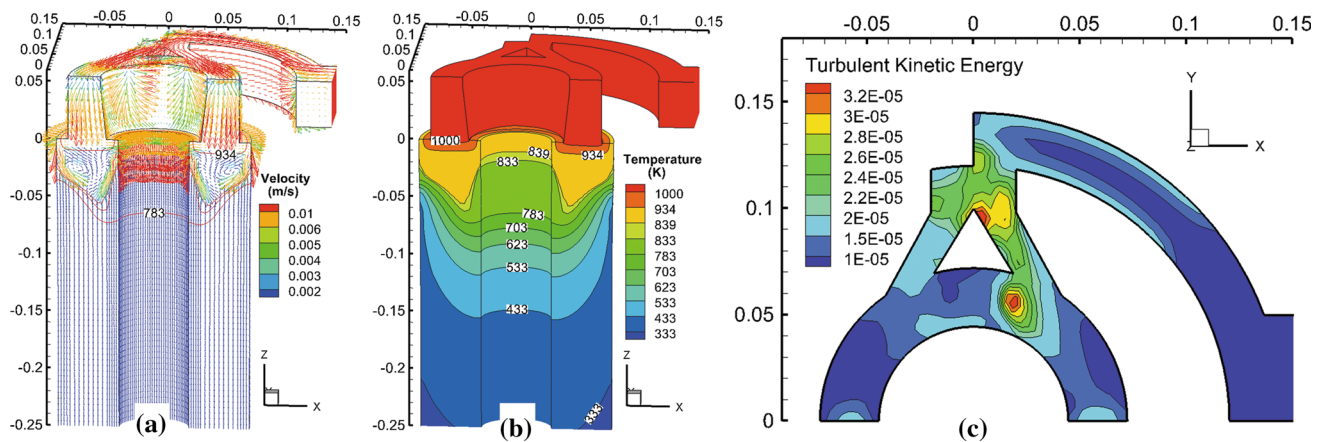 0.15 -0.05 0 0.05 0.1 0.15
0.05
0.05
0
-0.05
-0.1
-0.15
-0.2
-0.25
934
783
Velocity
(m/s)
0.01
0.006
0.005
0.004
0.003
0.002
Z
X
(a)
0.15 -0.05 0 0.05 0.1 0.15
0.05
0.05
0
-0.05
-0.1
-0.15
-0.2
-0.25
1000
839
934
833
783
703
623
533
433
333
Temperature
(K)
1000
934
839
833
783
703
623
533
433
333
Z
X
(b)
-0.05 -0 0.05 0.1 0.15
0.15
0.1
0.05
0
Turbulent Kinetic Energy
3.2E-05
3E-05
2.8E-05
2.6E-05
2.4E-05
2.2E-05
2E-05
1.5E-05
1E-05
Y
Z
X
(c)